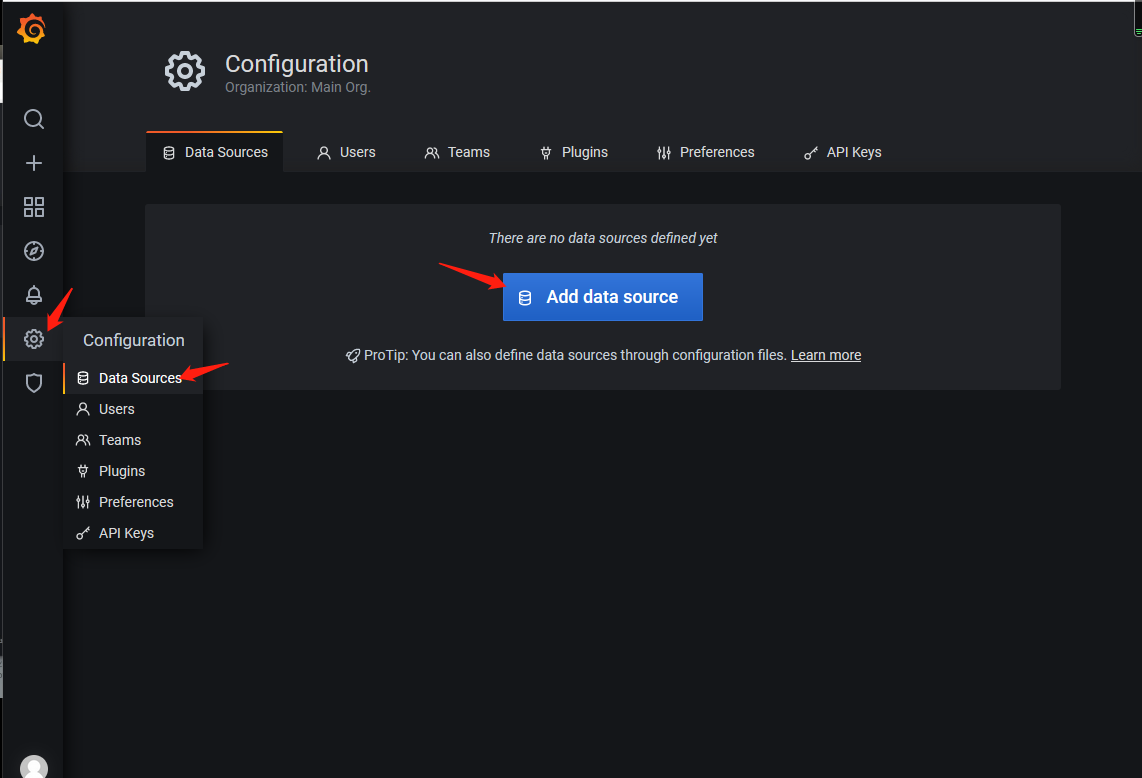 Configuration
Organization: Main Org.
Data Sources
Users
Teams
Plugins
Preferences
API Keys
There are no data sources defined yet
Add data source
ProTip: You can also define data sources through configuration files. Learn more
Configuration
Data Sources
Users
Teams
Plugins
Preferences
API Keys